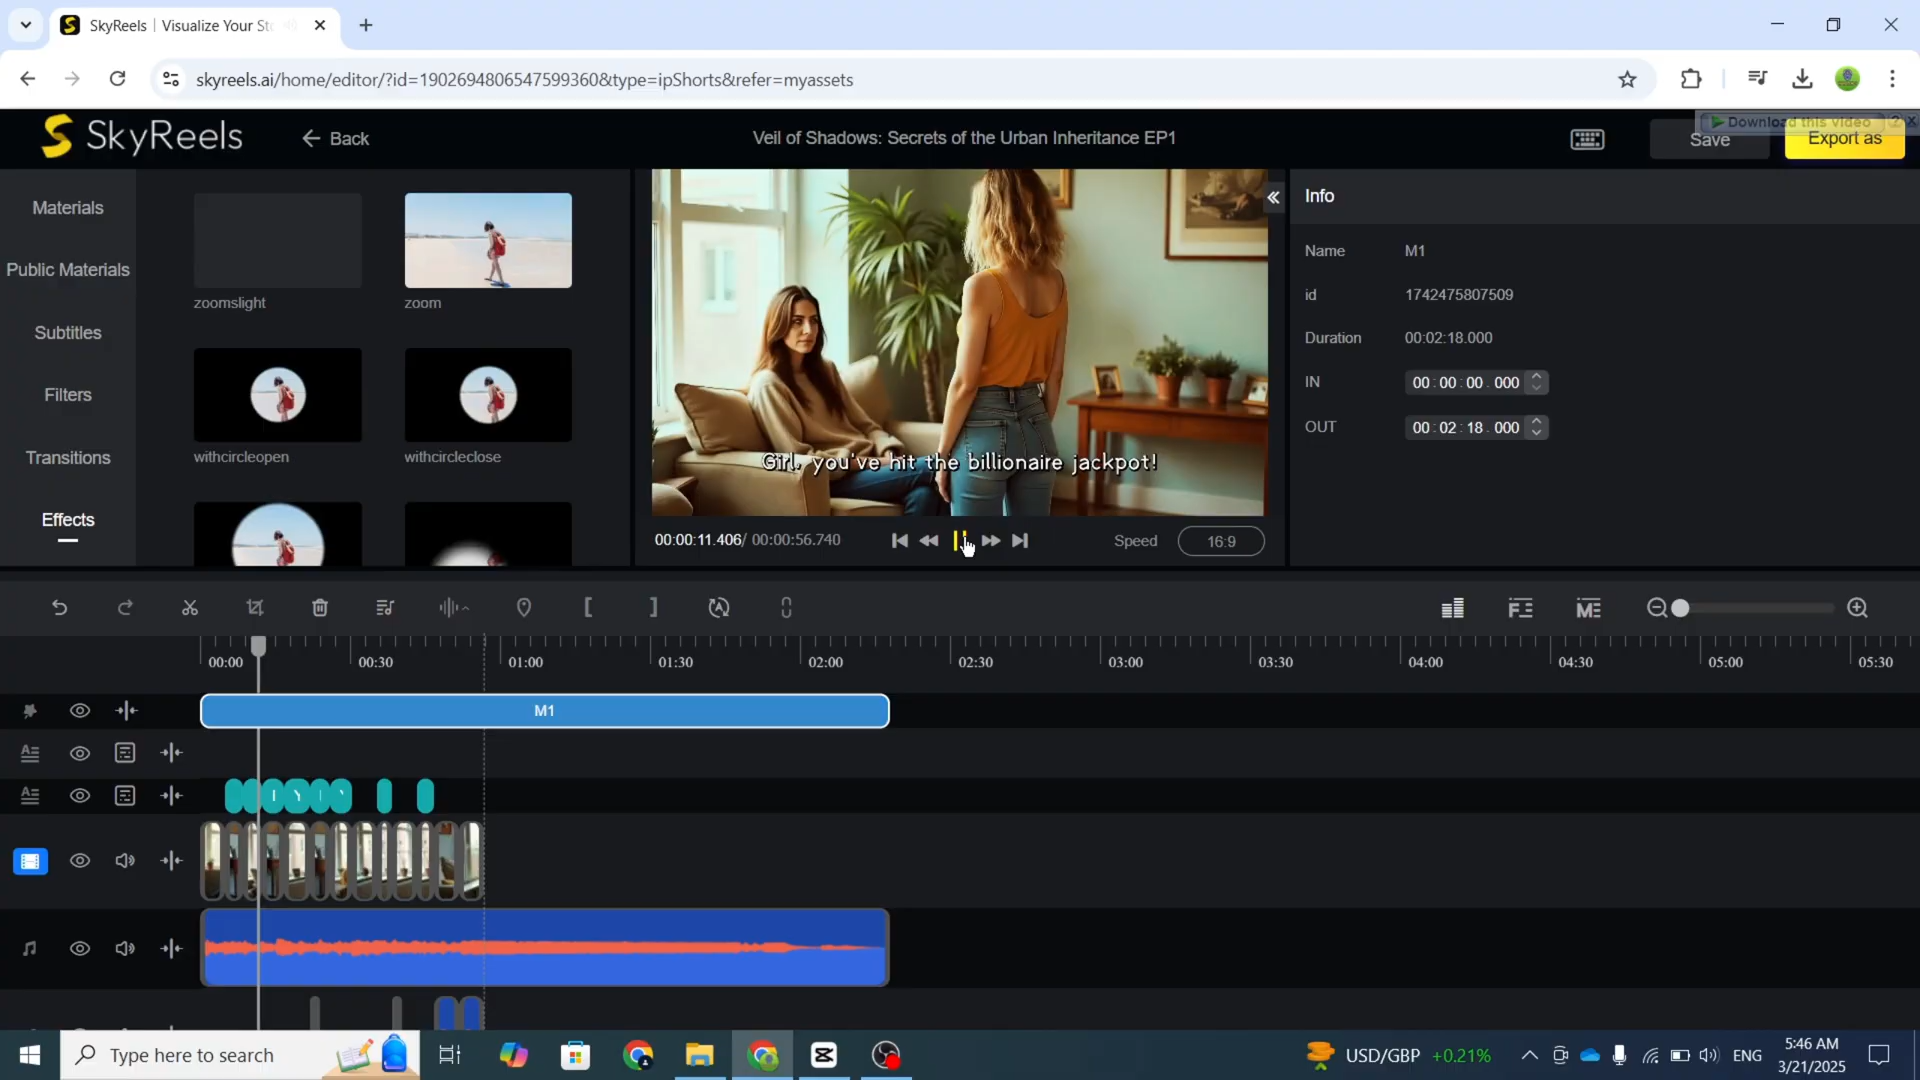 SkyReels | Visualize Your St
skyreels.ai/home/editor/?id=1902694806547599360&type=ipShorts&refer=myassets
SkyReels
Back
Veil of Shadows: Secrets of the Urban Inheritance EP1
Download this video ? X
Save
Export as
Materials
Public Materials
Subtitles
Filters
Transitions
Effects
zoomslight
zoom
withcircleopen
withcircleclose
Girl, you've hit the billionaire jackpot!
00:00:11.406/ 00:00:56.740
Speed
16:9
Info
Name M1
id 1742475807509
Duration 00:02:18.000
IN 00 : 00 : 00 . 000
OUT 00 : 02 : 18 . 000
00:00 00:30 01:00 01:30 02:00 02:30 03:00 03:30 04:00 04:30 05:00 05:30
M1
Type here to search
USD/GBP +0.21%
ENG
5:46 AM
3/21/2025